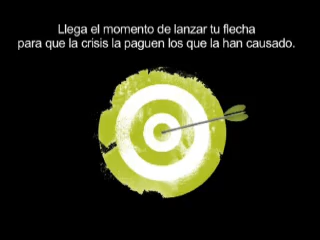 Llega el momento de lanzar tu flecha
para que la crisis la paguen los que la han causado.